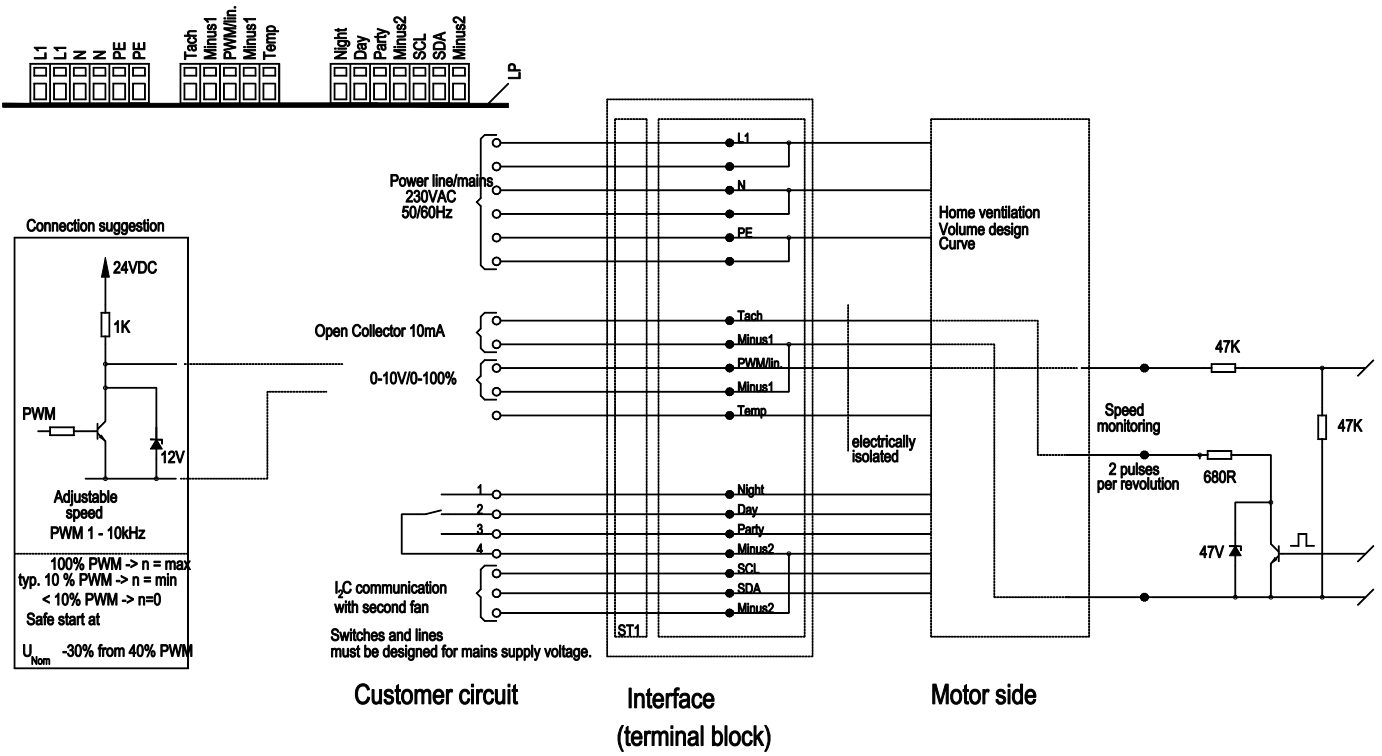 L1
L1
N
N
PE
PE
Tach
Minus1
PWM/lin.
Minus1
Temp
Night
Day
Party
Minus2
SCL
SDA
Minus2
LP
Power line/mains
230VAC
50/60Hz
L1
N
PE
Home ventilation
Volume design
Curve
Connection suggestion
24VDC
1K
PWM
12V
Adjustable
speed
PWM 1 - 10kHz
100% PWM -> n = max
typ. 10 % PWM -> n = min
< 10% PWM -> n=0
Safe start at
UNom -30% from 40% PWM
Open Collector 10mA
0-10V/0-100%
Tach
Minus1
PWM/lin.
Minus1
Temp
electrically
isolated
47K
47K
Speed
monitoring
2 pulses
per revolution
680R
47V
1
2
3
4
Night
Day
Party
Minus2
SCL
SDA
Minus2
I2C communication
with second fan
Switches and lines
must be designed for mains supply voltage.
ST1
Customer circuit
Interface
(terminal block)
Motor side